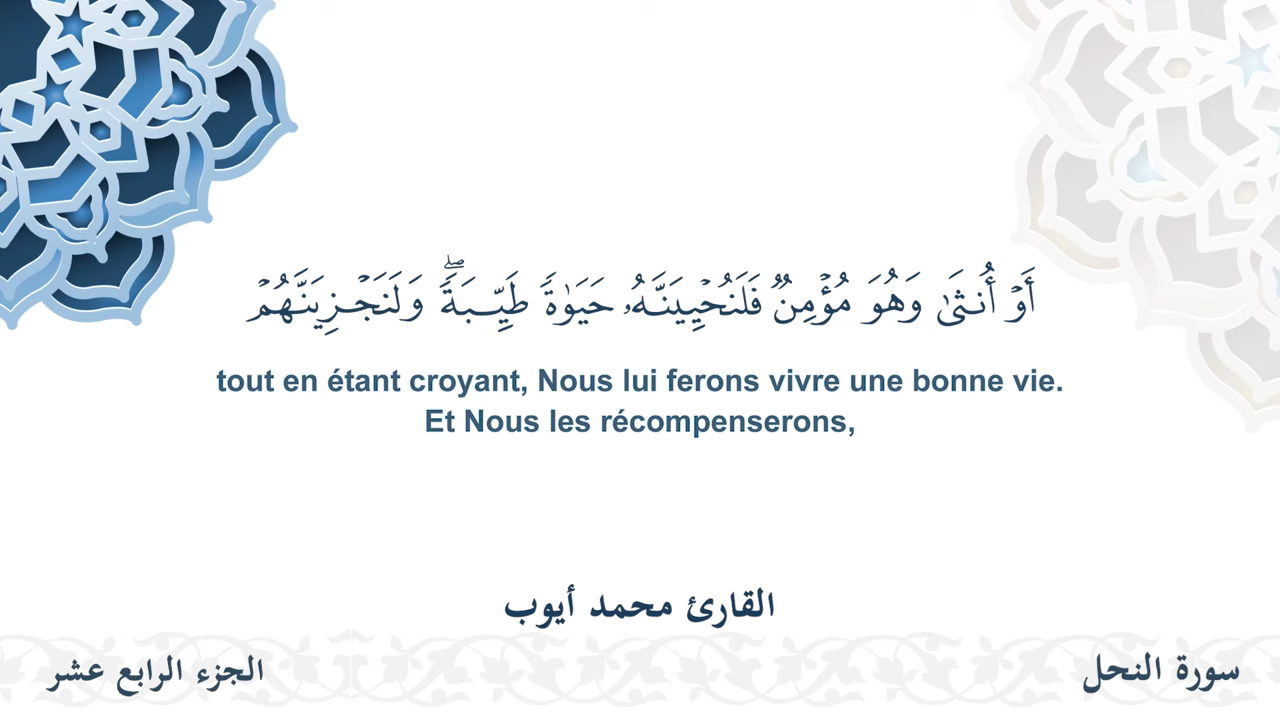 أَوۡ أُنثَىٰ وَهُوَ مُؤۡمِنٞ فَلَنُحۡيِيَنَّهُۥ حَيَوٰةٗ طَيِّبَةٗۖ وَلَنَجۡزِيَنَّهُمۡ
tout en étant croyant, Nous lui ferons vivre une bonne vie.
Et Nous les récompenserons,
القارئ محمد أيوب
سورة النحل
الجزء الرابع عشر